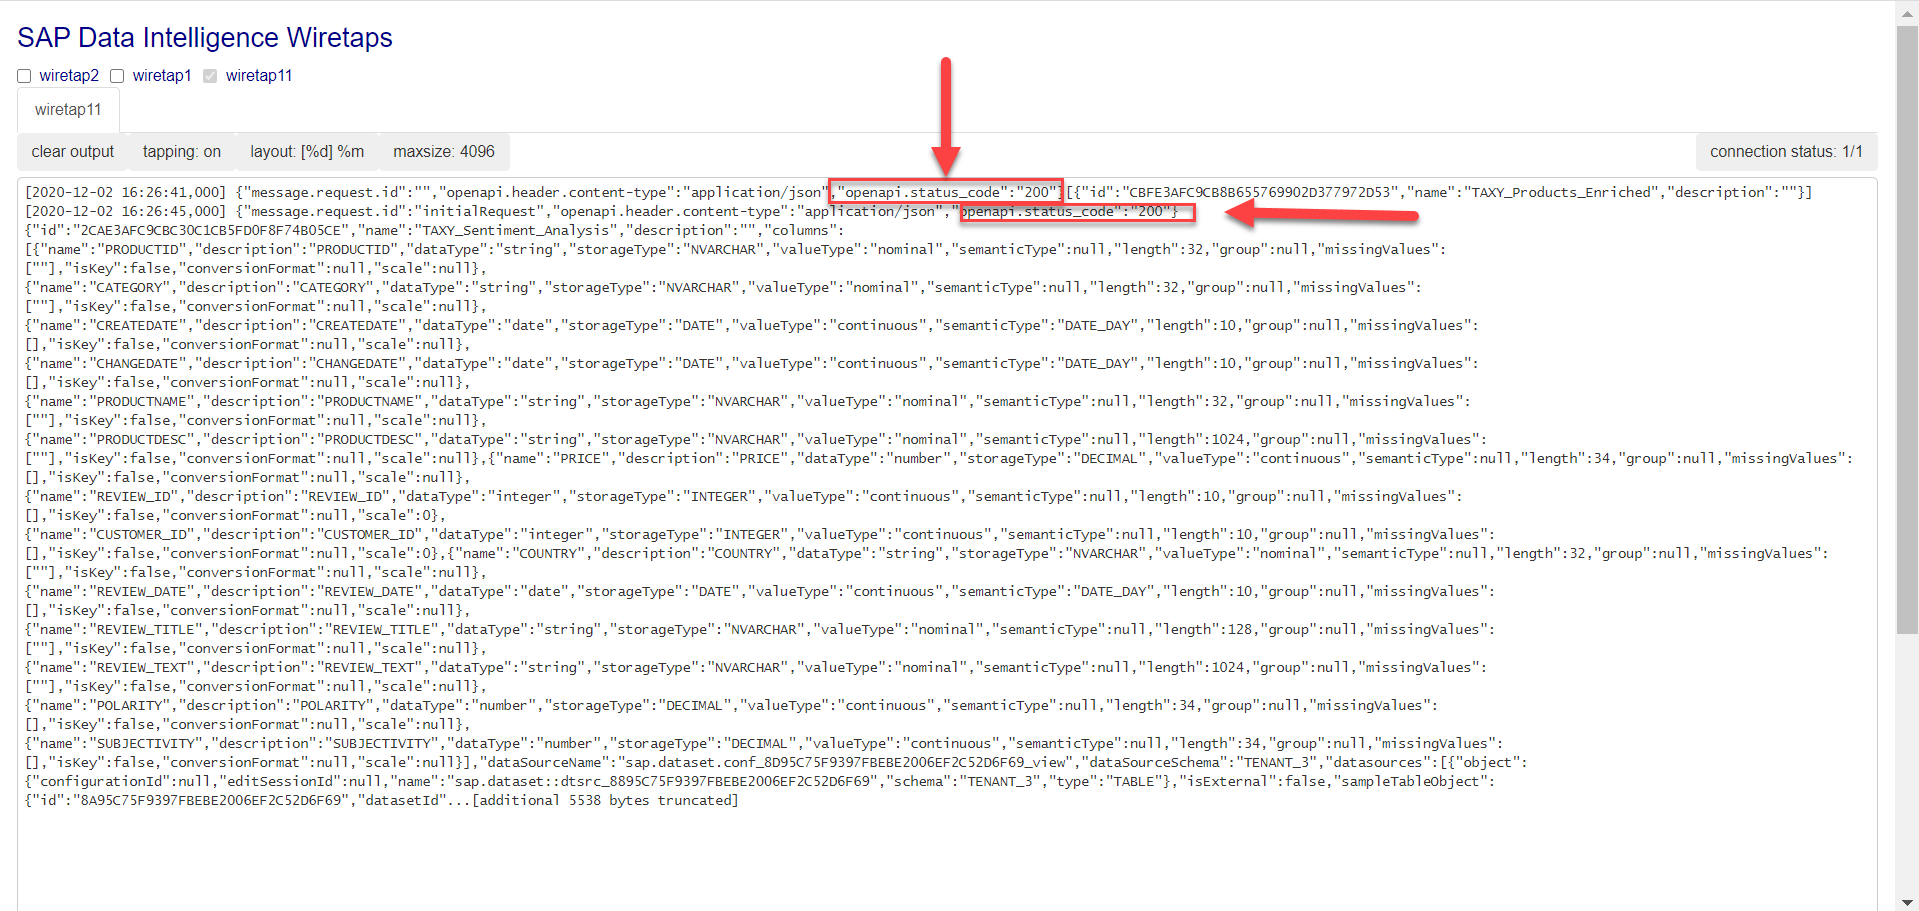 SAP Data Intelligence Wiretaps
wiretap2 wiretap1 wiretap11
wiretap11
clear output tapping: on layout: [%d] %m maxsize: 4096 connection status: 1/1
[2020-12-02 16:26:41,000] {"message.request.id":"","openapi.header.content-type":"application/json","openapi.status_code":"200"}[{"id":"CBFE3AFC9CB8B655769902D377972D53","name":"TAXY_Products_Enriched","description":""}]
[2020-12-02 16:26:45,000] {"message.request.id":"initialRequest","openapi.header.content-type":"application/json","openapi.status_code":"200"}
{"id":"2CAE3AFC9CBC30C1CB5FD0F8F74B05CE","name":"TAXY_Sentiment_Analysis","description":"","columns":
[{"name":"PRODUCTID","description":"PRODUCTID","dataType":"string","storageType":"NVARCHAR","valueType":"nominal","semanticType":null,"length":32,"group":null,"missingValues":
[""],"isKey":false,"conversionFormat":null,"scale":null},
{"name":"CATEGORY","description":"CATEGORY","dataType":"string","storageType":"NVARCHAR","valueType":"nominal","semanticType":null,"length":32,"group":null,"missingValues":
[""],"isKey":false,"conversionFormat":null,"scale":null},
{"name":"CREATEDATE","description":"CREATEDATE","dataType":"date","storageType":"DATE","valueType":"continuous","semanticType":"DATE_DAY","length":10,"group":null,"missingValues":
[],"isKey":false,"conversionFormat":null,"scale":null},
{"name":"CHANGEDATE","description":"CHANGEDATE","dataType":"date","storageType":"DATE","valueType":"continuous","semanticType":"DATE_DAY","length":10,"group":null,"missingValues":
[],"isKey":false,"conversionFormat":null,"scale":null},
{"name":"PRODUCTNAME","description":"PRODUCTNAME","dataType":"string","storageType":"NVARCHAR","valueType":"nominal","semanticType":null,"length":32,"group":null,"missingValues":
[""],"isKey":false,"conversionFormat":null,"scale":null},
{"name":"PRODUCTDESC","description":"PRODUCTDESC","dataType":"string","storageType":"NVARCHAR","valueType":"nominal","semanticType":null,"length":1024,"group":null,"missingValues":
[""],"isKey":false,"conversionFormat":null,"scale":null},{"name":"PRICE","description":"PRICE","dataType":"number","storageType":"DECIMAL","valueType":"continuous","semanticType":null,"length":34,"group":null,"missingValues":
[],"isKey":false,"conversionFormat":null,"scale":null},
{"name":"REVIEW_ID","description":"REVIEW_ID","dataType":"integer","storageType":"INTEGER","valueType":"continuous","semanticType":null,"length":10,"group":null,"missingValues":
[],"isKey":false,"conversionFormat":null,"scale":0},
{"name":"CUSTOMER_ID","description":"CUSTOMER_ID","dataType":"integer","storageType":"INTEGER","valueType":"continuous","semanticType":null,"length":10,"group":null,"missingValues":
[],"isKey":false,"conversionFormat":null,"scale":0},{"name":"COUNTRY","description":"COUNTRY","dataType":"string","storageType":"NVARCHAR","valueType":"nominal","semanticType":null,"length":32,"group":null,"missingValues":
[""],"isKey":false,"conversionFormat":null,"scale":null},
{"name":"REVIEW_DATE","description":"REVIEW_DATE","dataType":"date","storageType":"DATE","valueType":"continuous","semanticType":"DATE_DAY","length":10,"group":null,"missingValues":
[],"isKey":false,"conversionFormat":null,"scale":null},
{"name":"REVIEW_TITLE","description":"REVIEW_TITLE","dataType":"string","storageType":"NVARCHAR","valueType":"nominal","semanticType":null,"length":128,"group":null,"missingValues":
[""],"isKey":false,"conversionFormat":null,"scale":null},
{"name":"REVIEW_TEXT","description":"REVIEW_TEXT","dataType":"string","storageType":"NVARCHAR","valueType":"nominal","semanticType":null,"length":1024,"group":null,"missingValues":
[""],"isKey":false,"conversionFormat":null,"scale":null},
{"name":"POLARITY","description":"POLARITY","dataType":"number","storageType":"DECIMAL","valueType":"continuous","semanticType":null,"length":34,"group":null,"missingValues":
[],"isKey":false,"conversionFormat":null,"scale":null},
{"name":"SUBJECTIVITY","description":"SUBJECTIVITY","dataType":"number","storageType":"DECIMAL","valueType":"continuous","semanticType":null,"length":34,"group":null,"missingValues":
[],"isKey":false,"conversionFormat":null,"scale":null}],"dataSourceName":"sap.dataset.conf_8D95C75F9397FBEBE2006EF2C52D6F69_view","dataSourceSchema":"TENANT_3","datasources":[{"object":
{"configurationId":null,"editSessionId":null,"name":"sap.dataset::dtsrc_8895C75F9397FBEBE2006EF2C52D6F69","schema":"TENANT_3","type":"TABLE"},"isExternal":false,"sampleTableObject":
{"id":"8A95C75F9397FBEBE2006EF2C52D6F69","datasetId"...[additional 5538 bytes truncated]